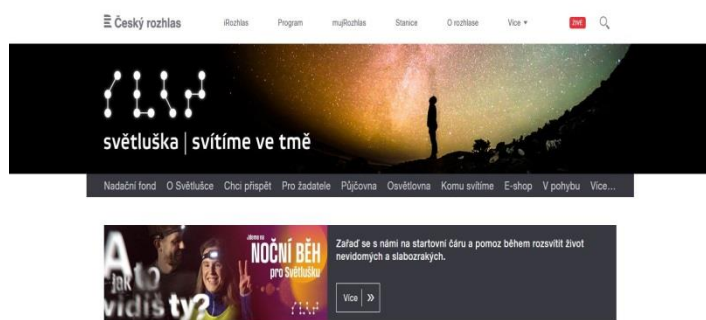 Český rozhlas
iRozhlas Program mujRozhlas Stanice O rozhlase Více ▾ ŽIVĚ
světluška | svítíme ve tmě
Nadační fond O Světlušce Chci přispět Pro žadatele Půjčovna Osvětlovna Komu svítíme E-shop V pohybu Více...
A
jak to
vidíš ty?
NOČNÍ BĚH
pro Světlušku
Zařaď se s námi na startovní čáru a pomoz během rozsvítit život
nevidomých a slabozrakých.
Více »